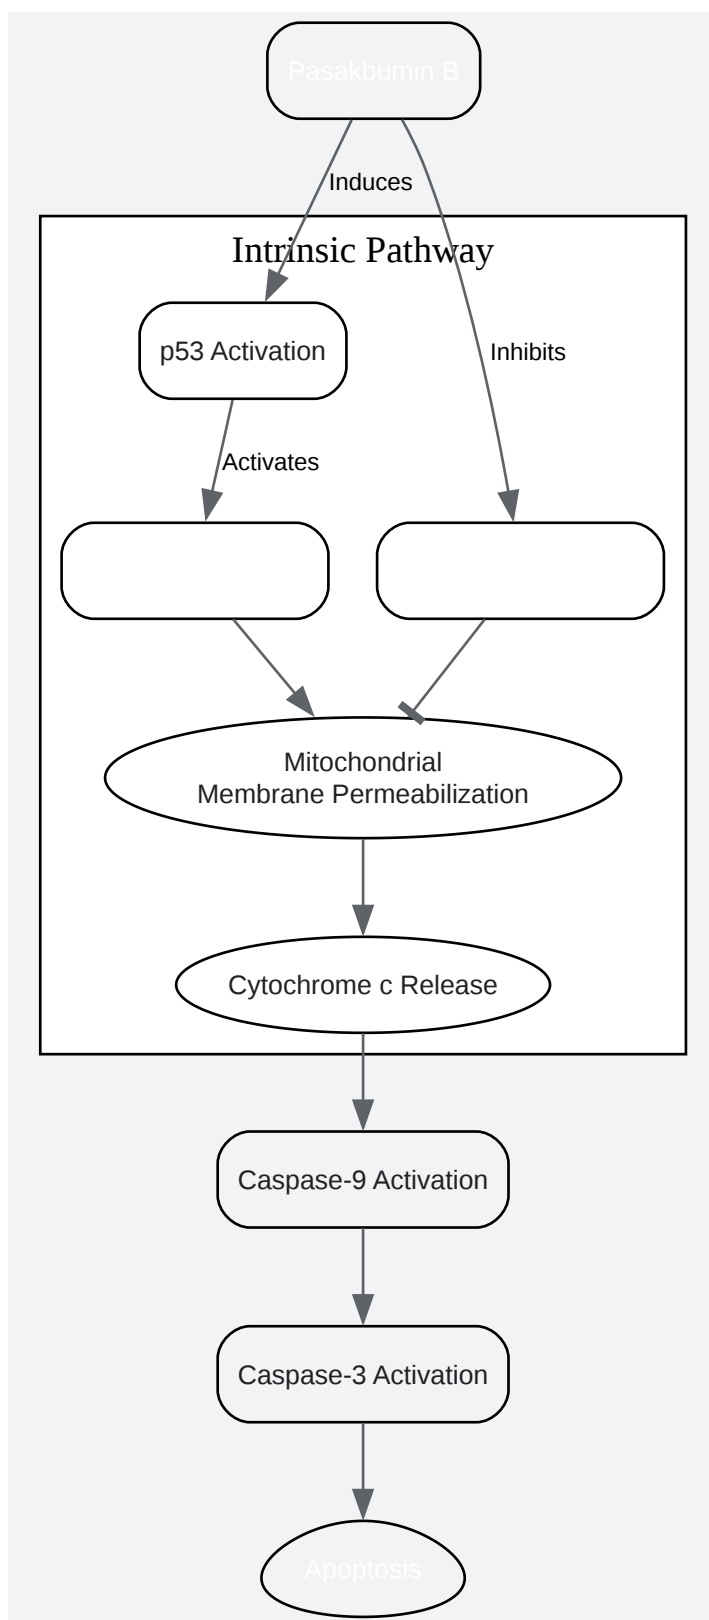 Pasakbumin B
Induces
Intrinsic Pathway
p53 Activation
Inhibits
Activates
Mitochondrial
Membrane Permeabilization
Cytochrome c Release
Caspase-9 Activation
Caspase-3 Activation
Apoptosis